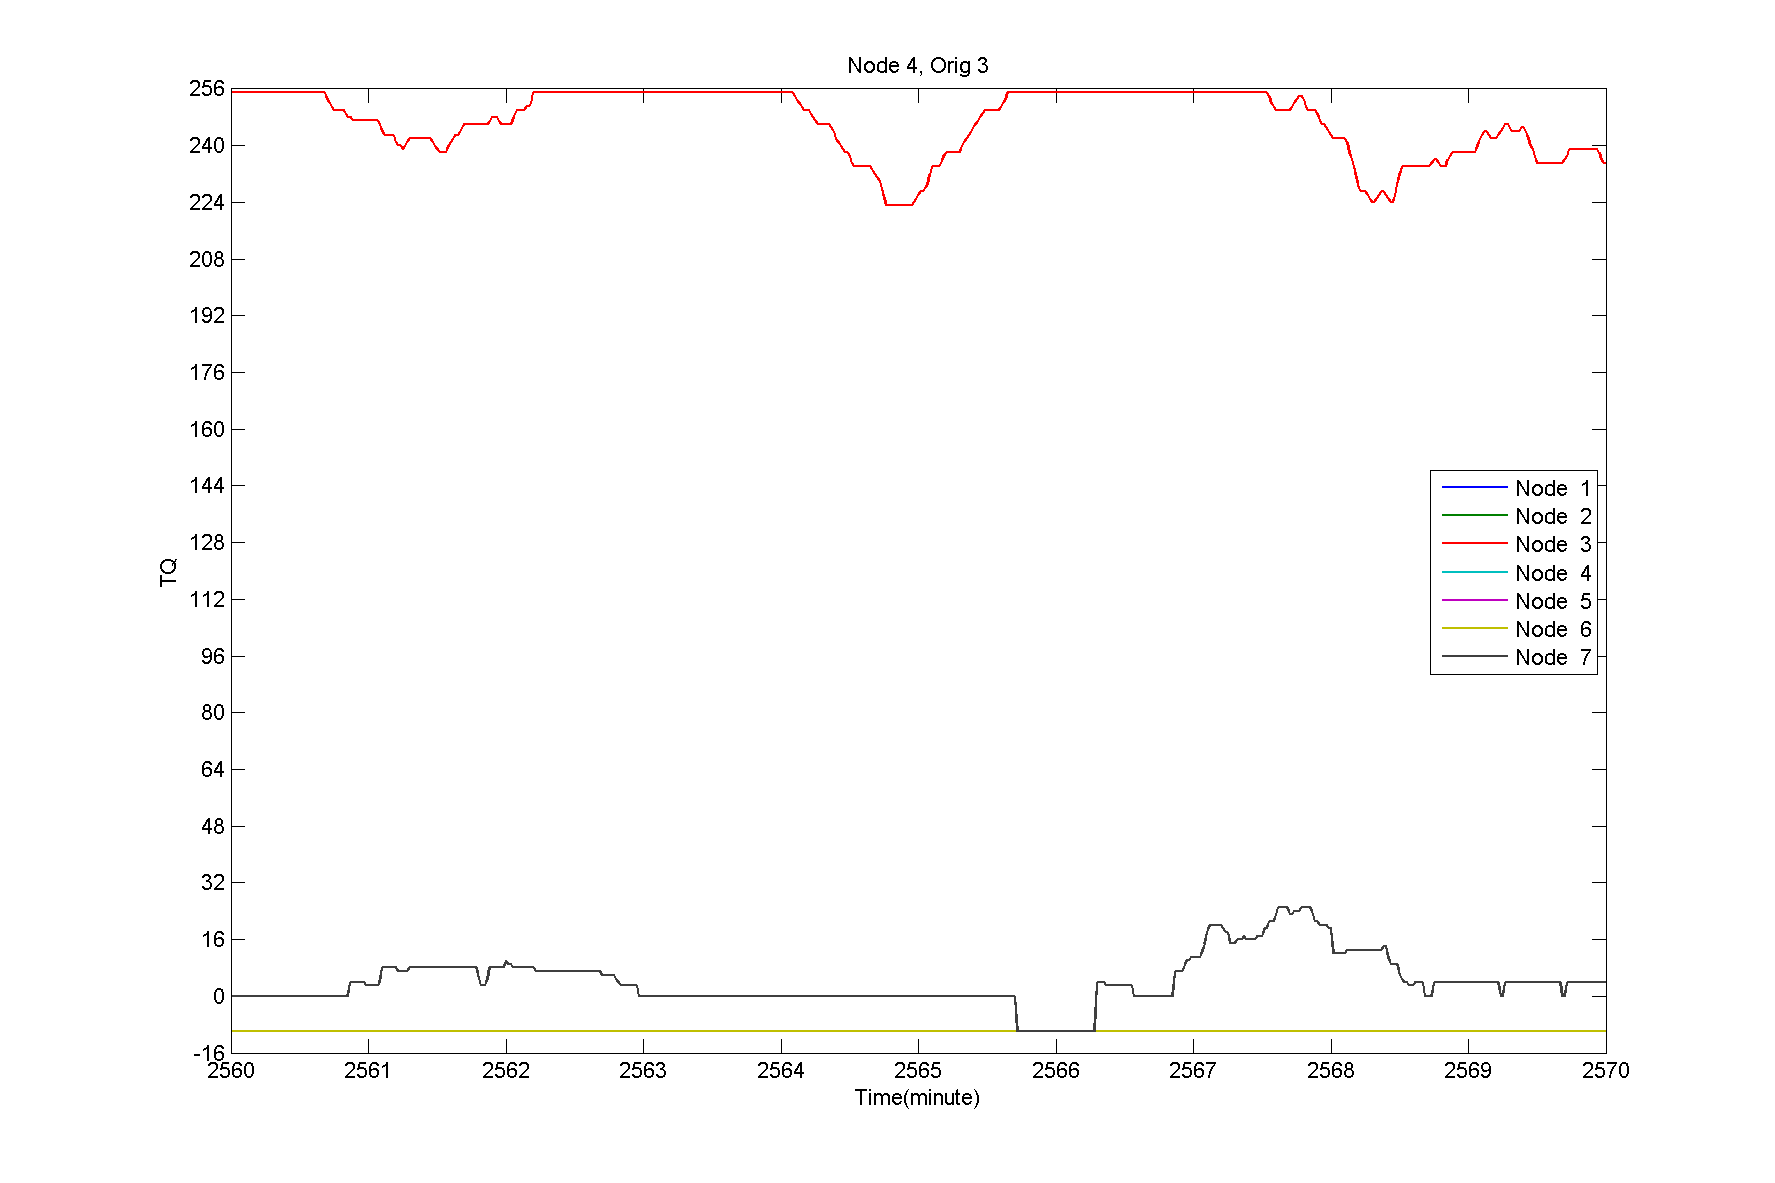 Node 4, Orig 3
256
240
224
208
192
176
160
144
128
112
96
80
64
48
32
16
0
-16
TQ
Node 1
Node 2
Node 3
Node 4
Node 5
Node 6
Node 7
2560 2561 2562 2563 2564 2565 2566 2567 2568 2569 2570
Time(minute)